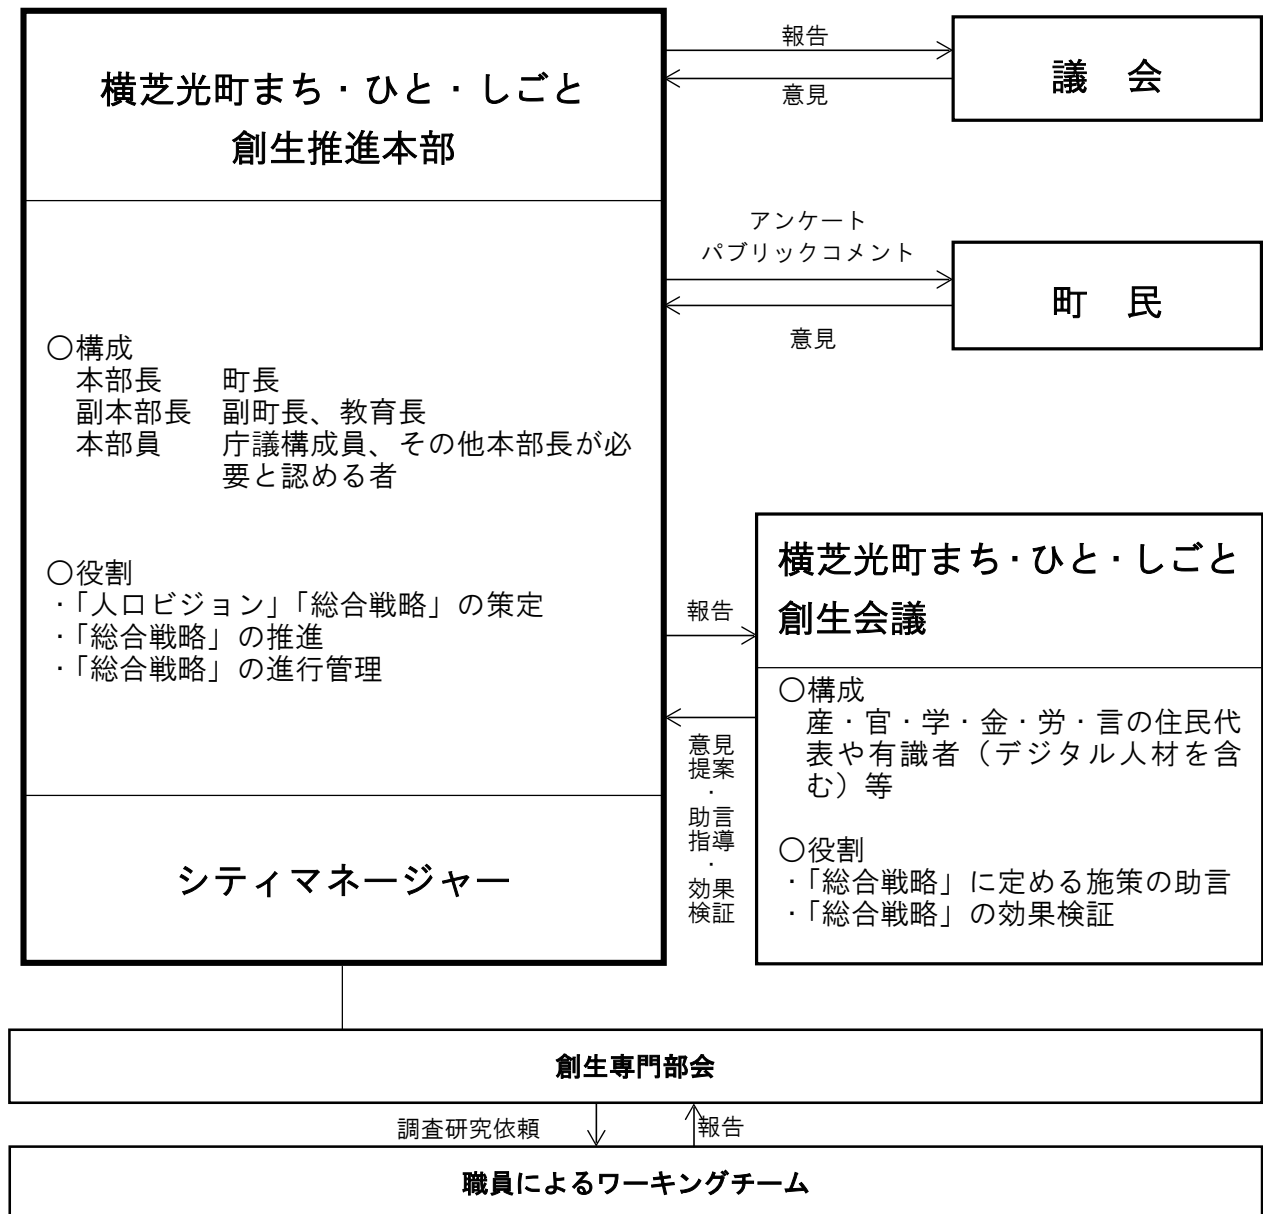 横芝光町まち・ひと・しごと
創生推進本部
○構成
本部長　町長
副本部長　副町長、教育長
本部員　庁議構成員、その他本部長が必
要と認める者
○役割
・「人口ビジョン」「総合戦略」の策定
・「総合戦略」の推進
・「総合戦略」の進行管理
シティマネージャー
報告
意見
議　会
アンケート
パブリックコメント
意見
町　民
報告
意見
提案
・
助言
指導
・
効果
検証
横芝光町まち・ひと・しごと
創生会議
○構成
産・官・学・金・労・言の住民代
表や有識者（デジタル人材を含
む）等
○役割
・「総合戦略」に定める施策の助言
・「総合戦略」の効果検証
創生専門部会
調査研究依頼
報告
職員によるワーキングチーム